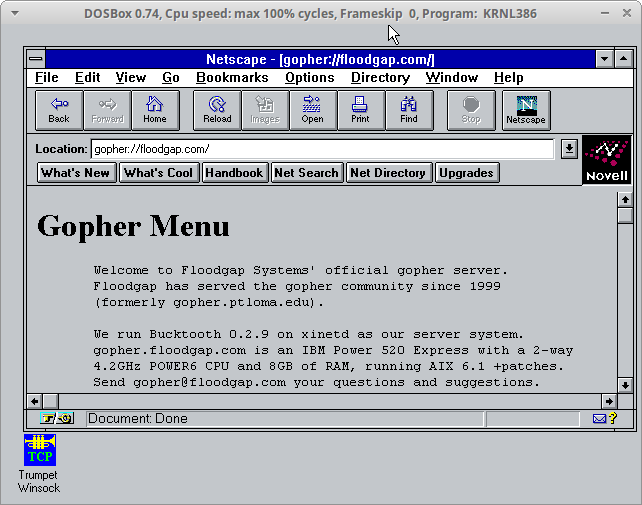 DOSBox 0.74, Cpu speed: max 100% cycles, Frameskip 0, Program: KRNL386
Netscape - [gopher://floodgap.com/]
File Edit View Go Bookmarks Options Directory Window Help
Back Forward Home Reload Images Open Print Find Stop Netscape
N
Location: gopher://floodgap.com/
What's New What's Cool Handbook Net Search Net Directory Upgrades
Novell
Gopher Menu
Welcome to Floodgap Systems' official gopher server.
Floodgap has served the gopher community since 1999
(formerly gopher.ptloma.edu).
We run Bucktooth 0.2.9 on xinetd as our server system.
gopher.floodgap.com is an IBM Power 520 Express with a 2-way
4.2GHz POWER6 CPU and 8GB of RAM, running AIX 6.1 +patches.
Send gopher@floodgap.com your questions and suggestions.
Document: Done
?
TCP
Trumpet
Winsock